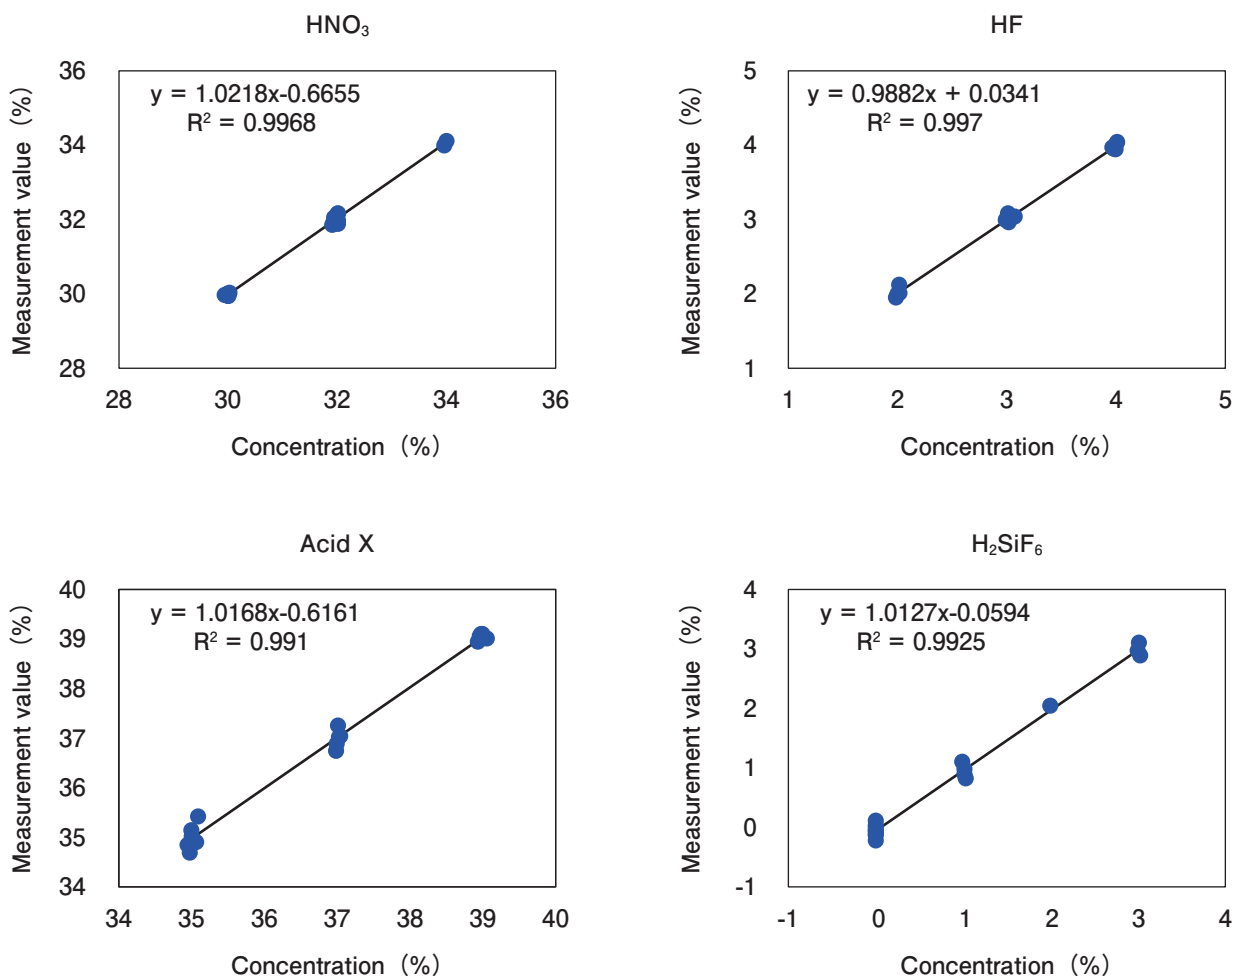 HNO₃
Measurement value (%)
y = 1.0218x-0.6655
R² = 0.9968
36
34
32
30
28
28 30 32 34 36
Concentration (%)
HF
Measurement value (%)
y = 0.9882x + 0.0341
R² = 0.997
5
4
3
2
1
1 2 3 4 5
Concentration (%)
Acid X
Measurement value (%)
y = 1.0168x-0.6161
R² = 0.991
40
39
38
37
36
35
34
34 35 36 37 38 39 40
Concentration (%)
H₂SiF₆
Measurement value (%)
y = 1.0127x-0.0594
R² = 0.9925
4
3
2
1
0
-1
-1 0 1 2 3 4
Concentration (%)